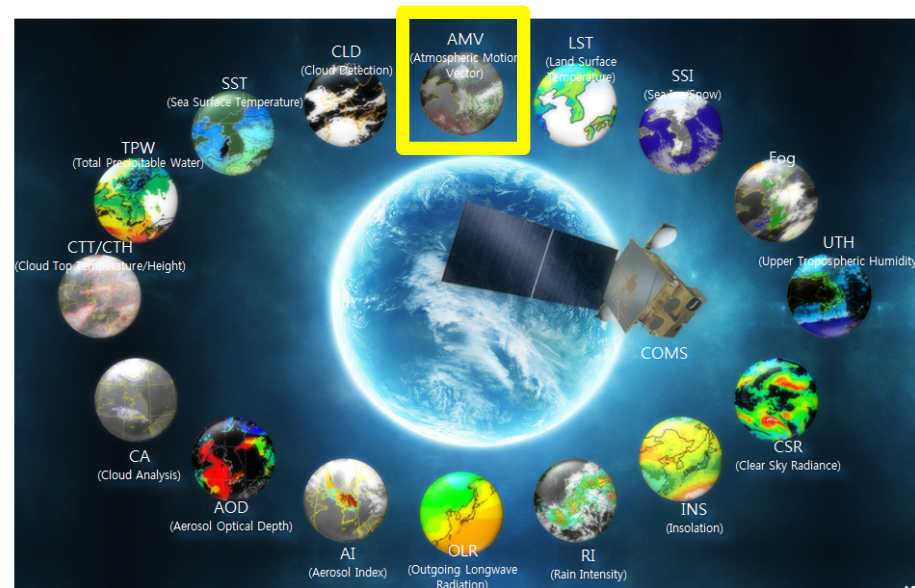 AMV
(Atmospheric Motion
Vector)
LST
(Land Surface
Temperature)
SSI
(Sea Ice/Snow)
Fog
UTH
(Upper Tropospheric Humidity
CSR
(Clear Sky Radiance)
INS
(Insolation)
RI
(Rain Intensity)
OLR
(Outgoing Longwave
Radiation)
AI
(Aerosol Index)
AOD
(Aerosol Optical Depth)
CA
(Cloud Analysis)
CTT/CTH
(Cloud Top Temperature/Height)
TPW
(Total Precipitable Water)
SST
(Sea Surface Temperature)
CLD
(Cloud Detection)
COMS